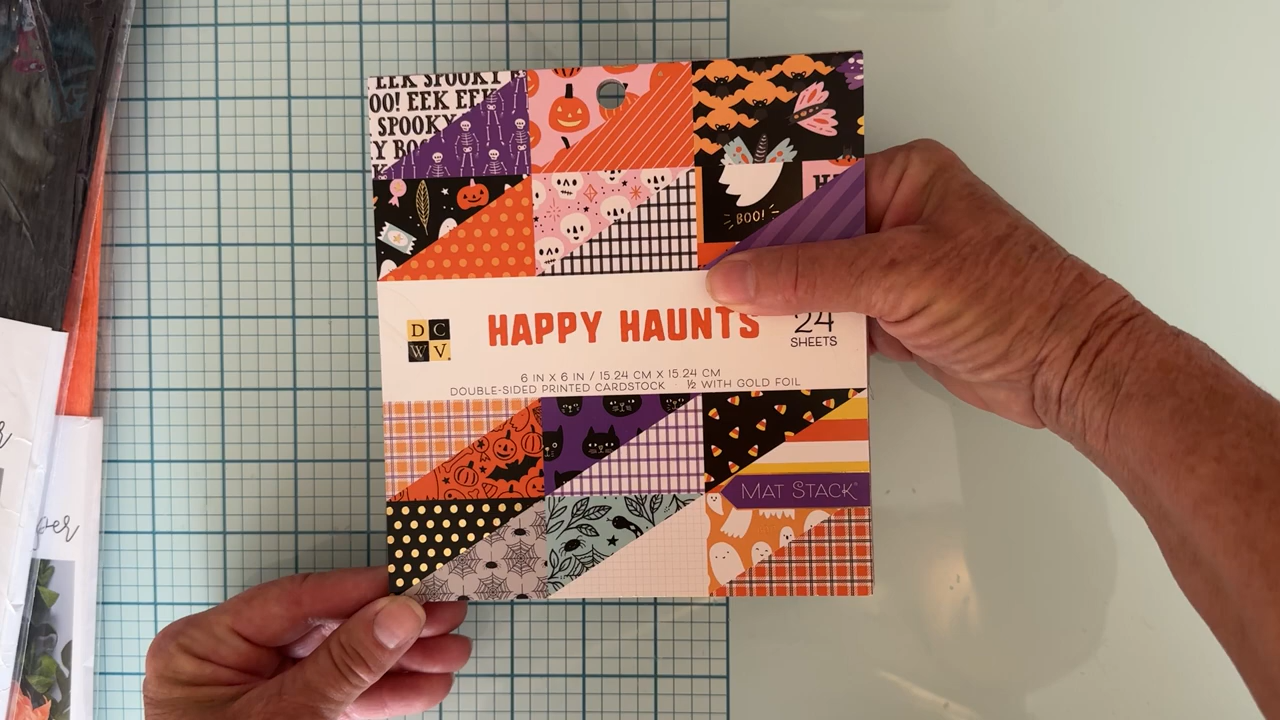 EEK SPOOKY
OO! EEK EEK
SPOOKY
Y BOO
BOO!
D C
W V
HAPPY HAUNTS
24
SHEETS
6 IN X 6 IN / 15.24 CM X 15.24 CM
DOUBLE-SIDED PRINTED CARDSTOCK · ½ WITH GOLD FOIL
MAT STACK